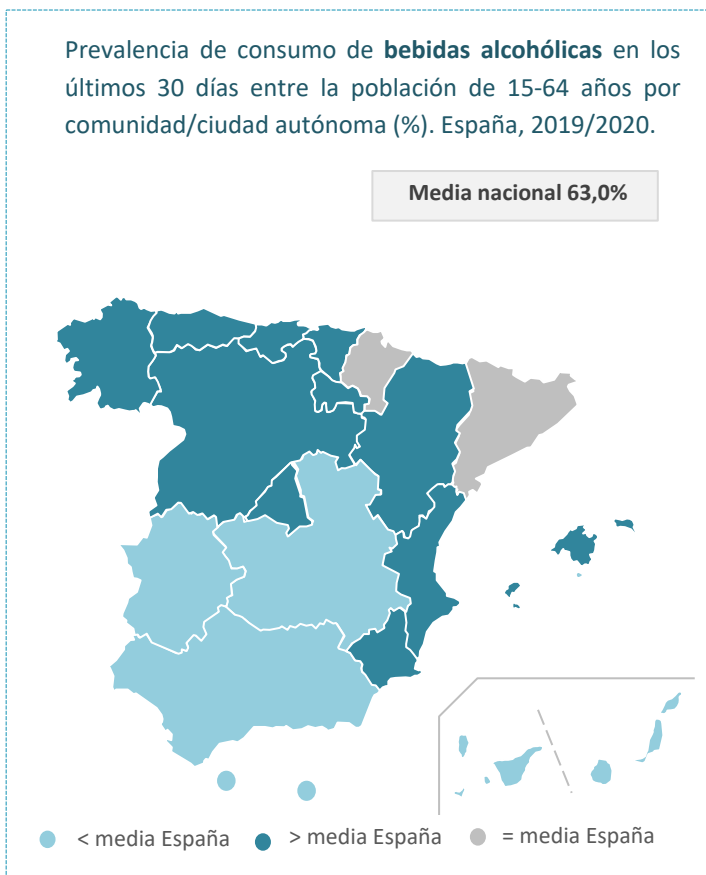 Prevalencia de consumo de bebidas alcohólicas en los
últimos 30 días entre la población de 15-64 años por
comunidad/ciudad autónoma (%). España, 2019/2020.
Media nacional 63,0%
< media España > media España = media España